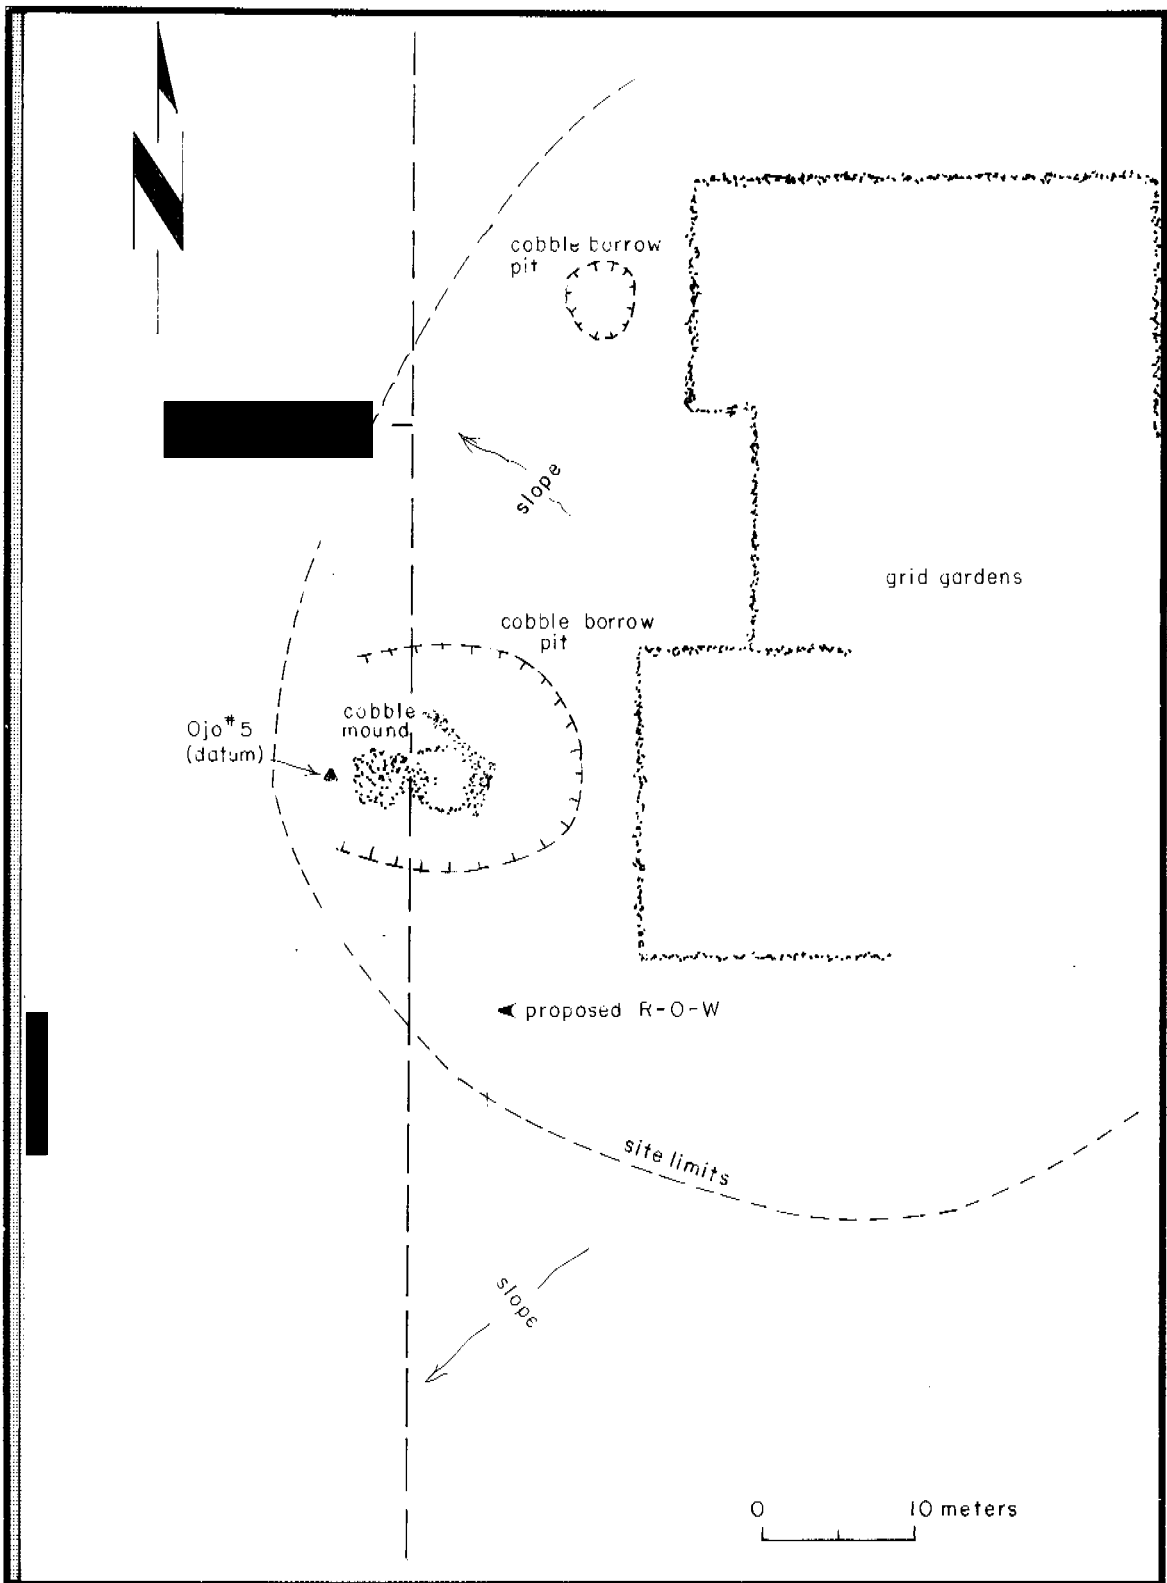 N
cobble borrow
pit
slope
grid gardens
cobble borrow
pit
cobble
mound
Ojo #5
(datum)
proposed R-O-W
site limits
slope
0 10 meters